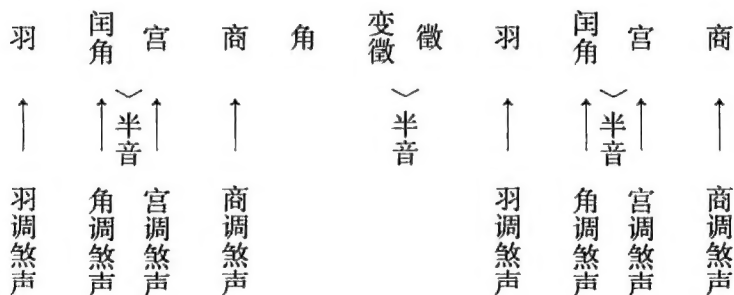 羽 闰角 宫 商 角 变徵 徵 羽 闰角 宫 商
半音 半音 半音
羽调煞声 角调煞声 宫调煞声 商调煞声 羽调煞声 角调煞声 宫调煞声 商调煞声